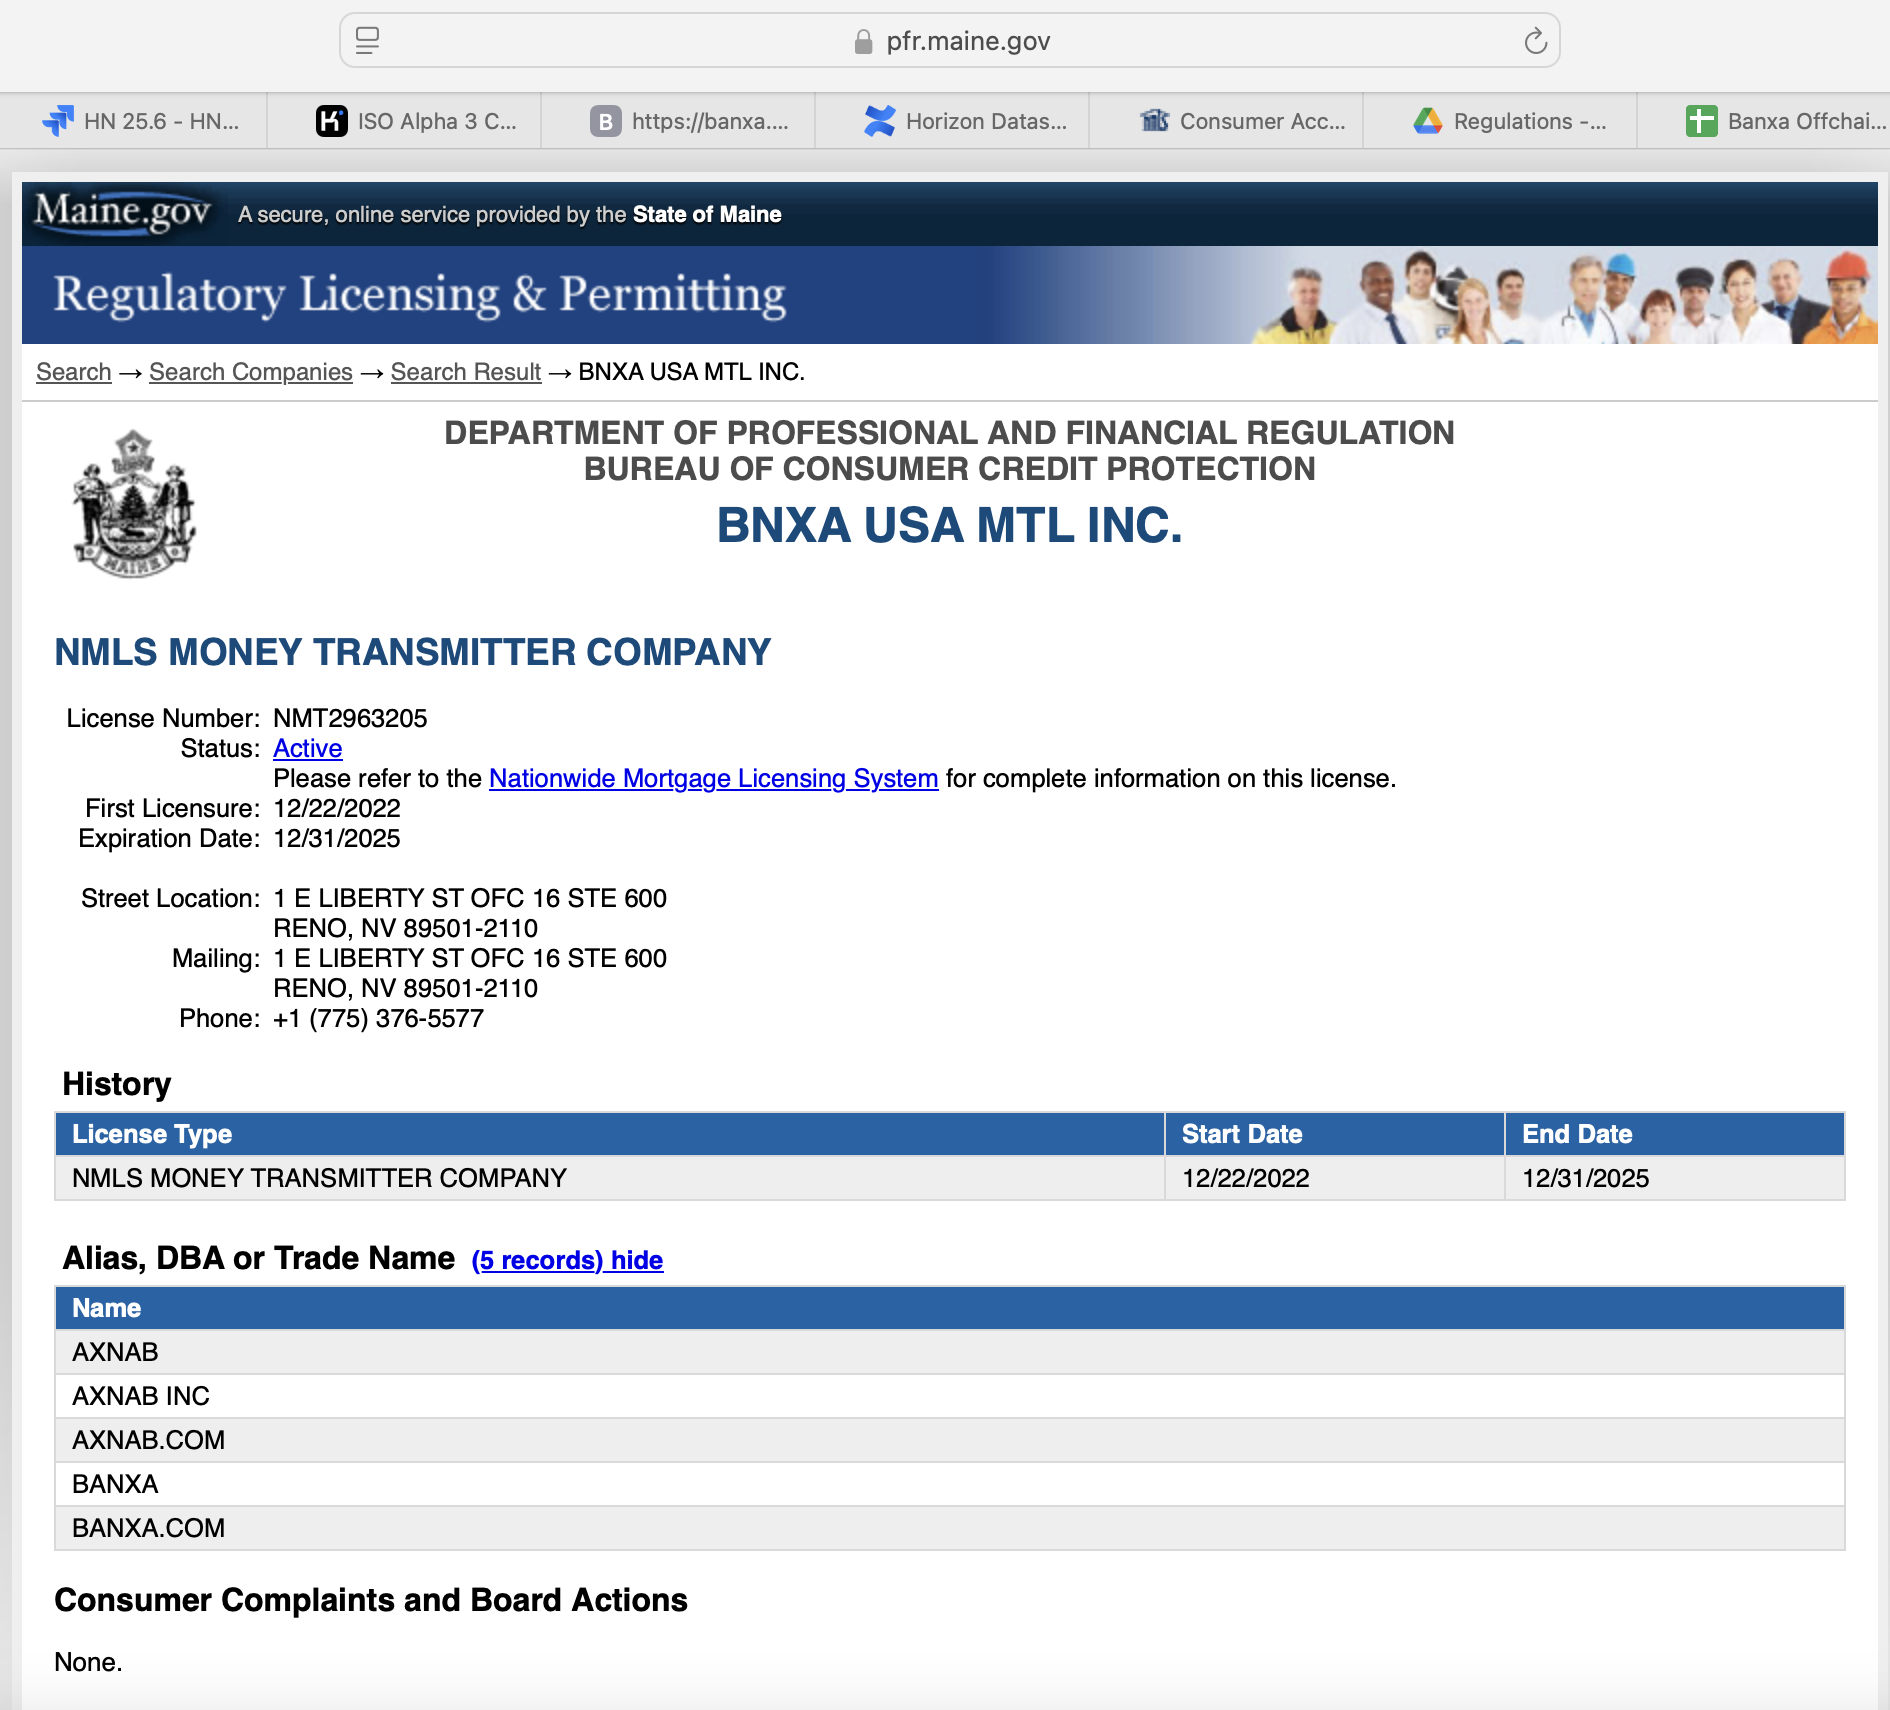 pfr.maine.gov
HN 25.6 - HN...
ISO Alpha 3 C...
B https://banxa....
Horizon Datas...
Consumer Acc...
Regulations -...
Banxa Offchai...
Maine.gov A secure, online service provided by the State of Maine
Regulatory Licensing & Permitting
Search → Search Companies → Search Result → BNXA USA MTL INC.
MAINE
DEPARTMENT OF PROFESSIONAL AND FINANCIAL REGULATION
BUREAU OF CONSUMER CREDIT PROTECTION
BNXA USA MTL INC.
NMLS MONEY TRANSMITTER COMPANY
License Number: NMT2963205
Status: Active
Please refer to the Nationwide Mortgage Licensing System for complete information on this license.
First Licensure: 12/22/2022
Expiration Date: 12/31/2025
Street Location: 1 E LIBERTY ST OFC 16 STE 600
RENO, NV 89501-2110
Mailing: 1 E LIBERTY ST OFC 16 STE 600
RENO, NV 89501-2110
Phone: +1 (775) 376-5577
History
License Type Start Date End Date
NMLS MONEY TRANSMITTER COMPANY 12/22/2022 12/31/2025
Alias, DBA or Trade Name (5 records) hide
Name
AXNAB
AXNAB INC
AXNAB.COM
BANXA
BANXA.COM
Consumer Complaints and Board Actions
None.